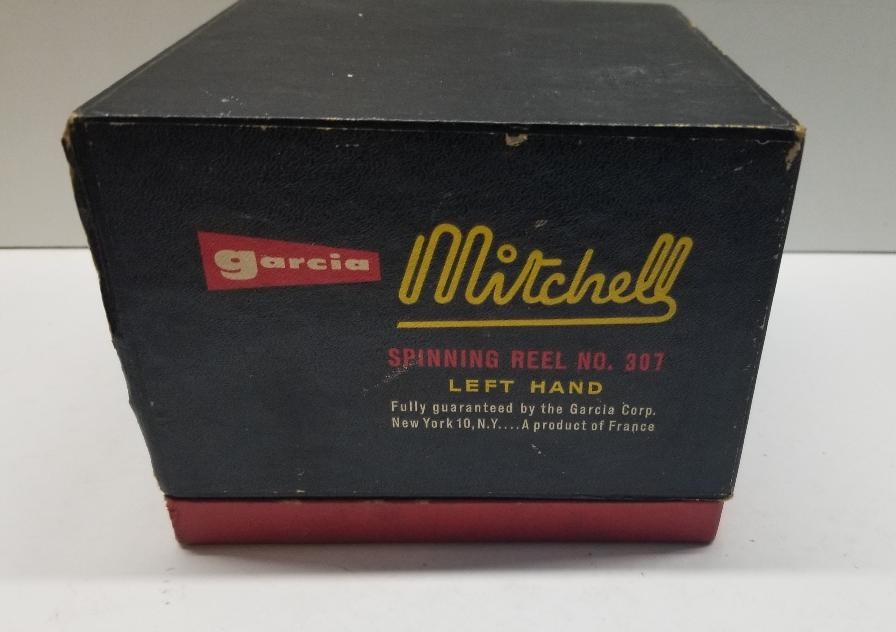 garcia
Mitchell
SPINNING REEL NO. 307
LEFT HAND
Fully guaranteed by the Garcia Corp.
New York 10, N.Y.... A product of France